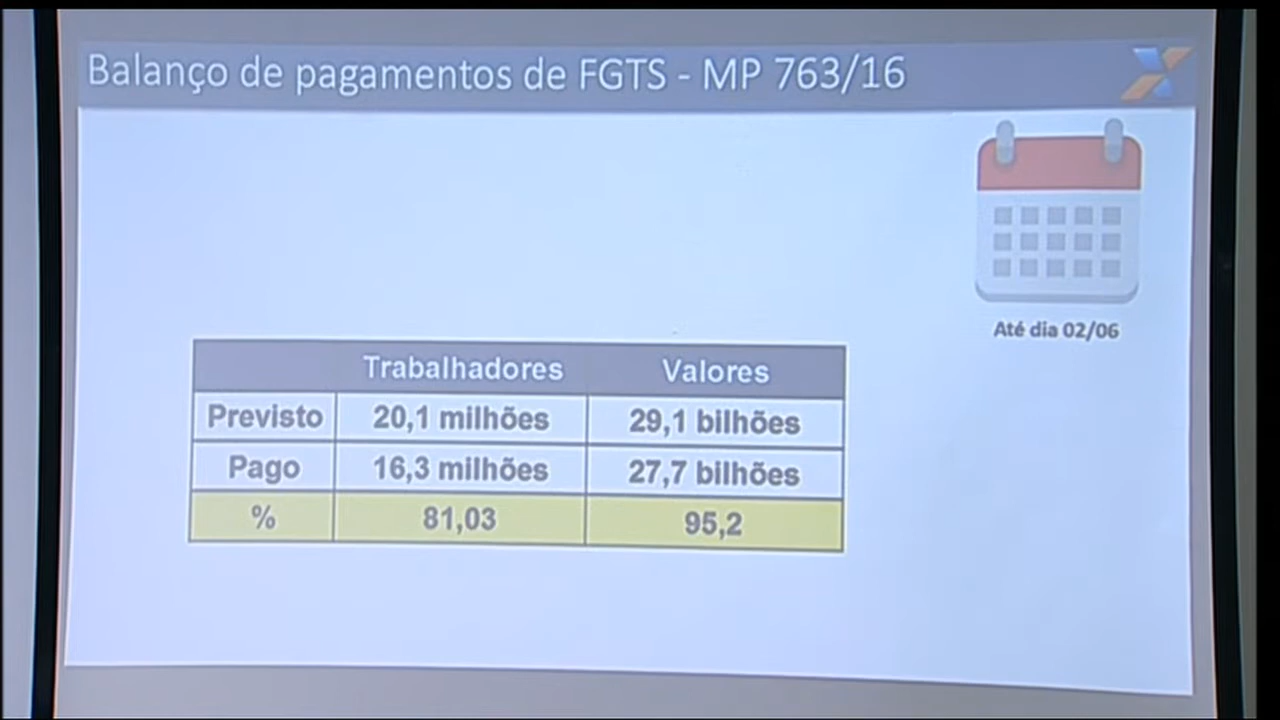 Balanço de pagamentos de FGTS - MP 763/16
Até dia 02/06
Trabalhadores Valores
Previsto 20,1 milhões 29,1 bilhões
Pago 16,3 milhões 27,7 bilhões
% 81,03 95,2